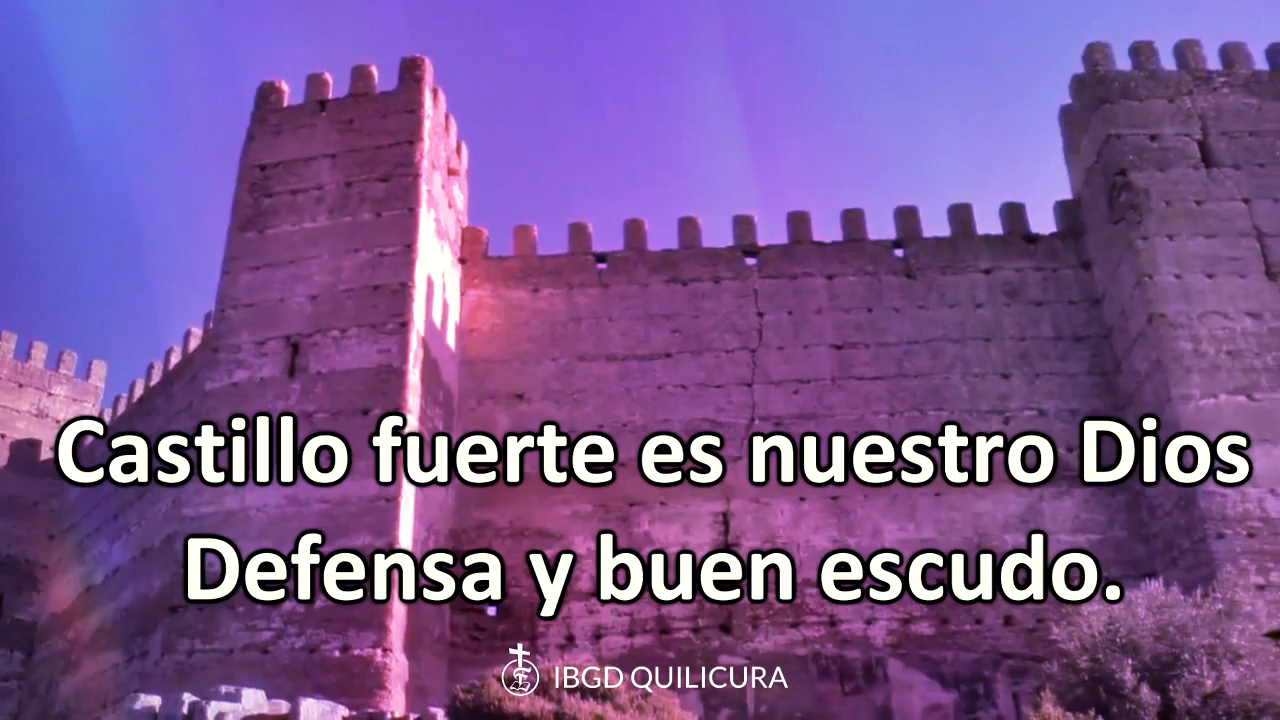 Castillo fuerte es nuestro Dios
Defensa y buen escudo.
IBGD QUILICURA